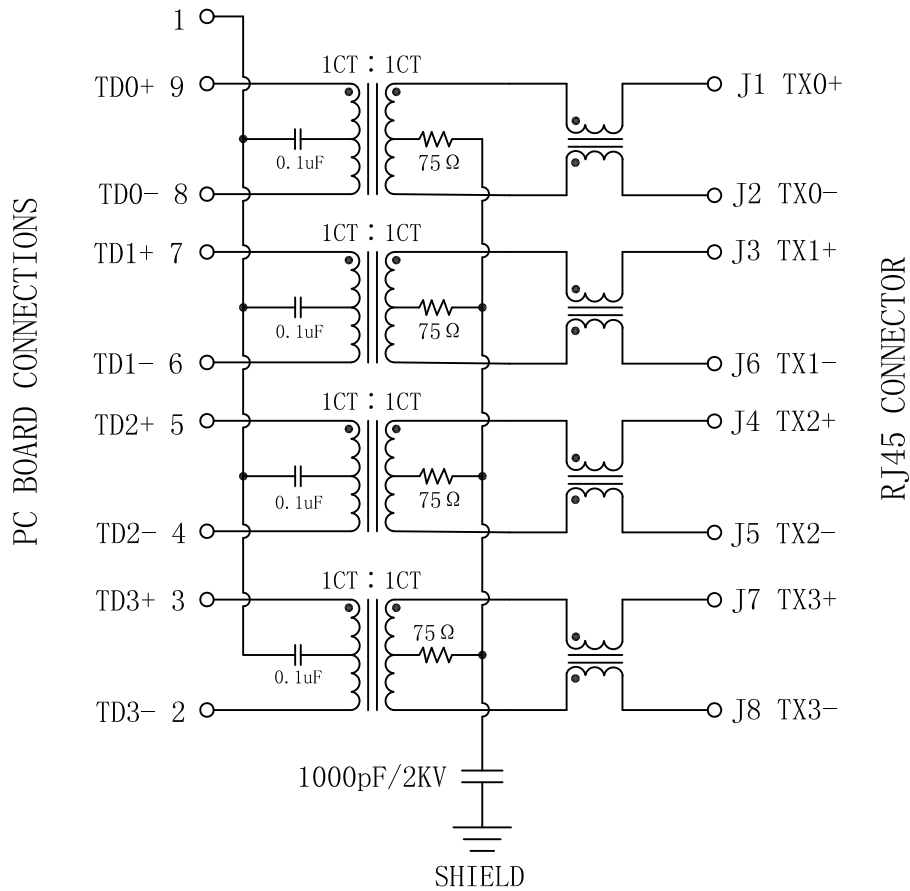 1
1CT : 1CT
TD0+ 9
J1 TX0+
0.1uF
75Ω
TD0- 8
J2 TX0-
1CT : 1CT
TD1+ 7
J3 TX1+
0.1uF
75Ω
TD1- 6
J6 TX1-
1CT : 1CT
TD2+ 5
J4 TX2+
0.1uF
75Ω
TD2- 4
J5 TX2-
1CT : 1CT
TD3+ 3
J7 TX3+
75Ω
0.1uF
TD3- 2
J8 TX3-
1000pF/2KV
SHIELD
PC BOARD CONNECTIONS
RJ45 CONNECTOR